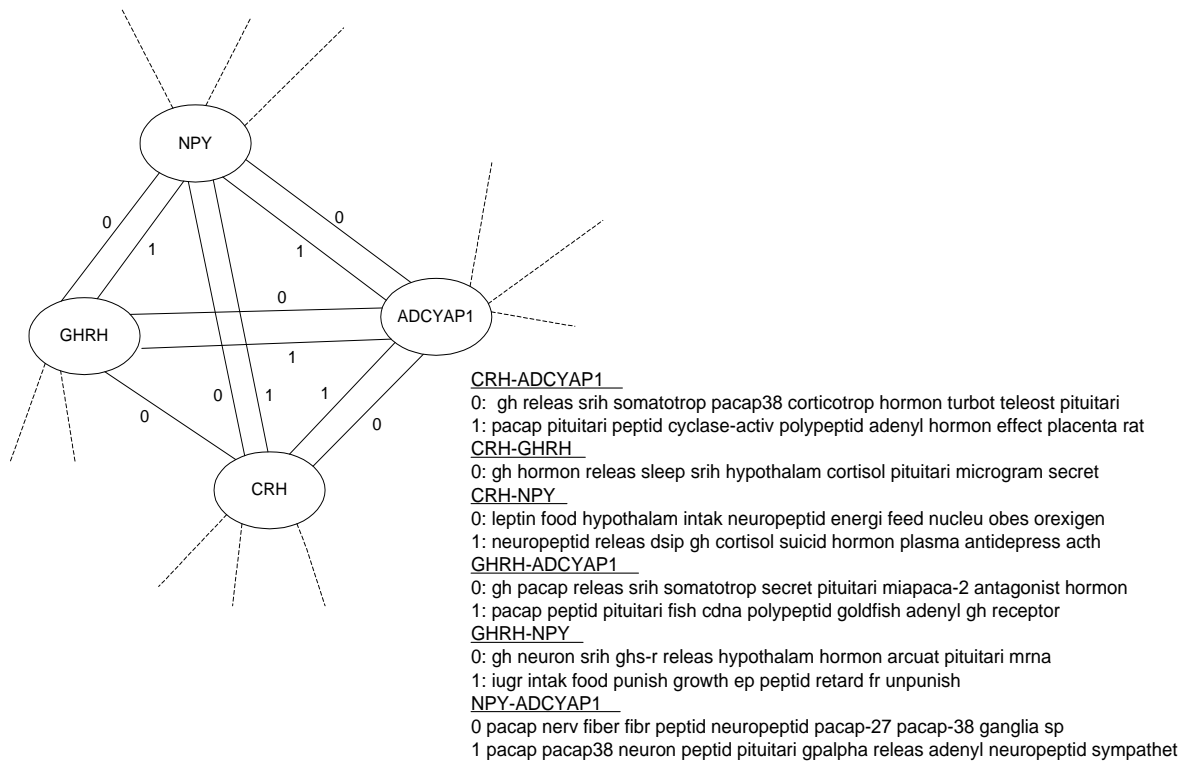 NPY
0
0
1
1
0
ADCYAP1
GHRH
1
0
0
1
1
0
CRH
CRH-ADCYAP1
0: gh releas srih somatotrop pacap38 corticotrop hormon turbot teleost pituitari
1: pacap pituitari peptid cyclase-activ polypeptid adenyl hormon effect placenta rat
CRH-GHRH
0: gh hormon releas sleep srih hypothalam cortisol pituitari microgram secret
CRH-NPY
0: leptin food hypothalam intak neuropeptid energi feed nucleu obes orexigen
1: neuropeptid releas dsip gh cortisol suicid hormon plasma antidepress acth
GHRH-ADCYAP1
0: gh pacap releas srih somatotrop secret pituitari miapaca-2 antagonist hormon
1: pacap peptid pituitari fish cdna polypeptid goldfish adenyl gh receptor
GHRH-NPY
0: gh neuron srih ghs-r releas hypothalam hormon arcuat pituitari mrna
1: iugr intak food punish growth ep peptid retard fr unpunish
NPY-ADCYAP1
0 pacap nerv fiber fibr peptid neuropeptid pacap-27 pacap-38 ganglia sp
1 pacap pacap38 neuron peptid pituitari gpalpha releas adenyl neuropeptid sympathet